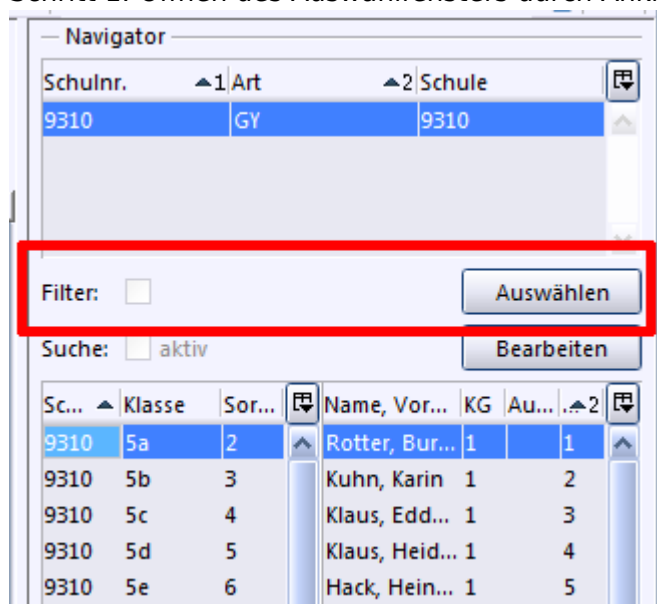 Navigator
Schulnr. 1 Art 2 Schule
9310 GY 9310
Filter: Auswählen
Suche: aktiv Bearbeiten
Sc... Klasse Sor... Name, Vor... KG Au... .2
9310 5a 2 Rotter, Bur... 1 1
9310 5b 3 Kuhn, Karin 1 2
9310 5c 4 Klaus, Edd... 1 3
9310 5d 5 Klaus, Heid... 1 4
9310 5e 6 Hack, Hein... 1 5